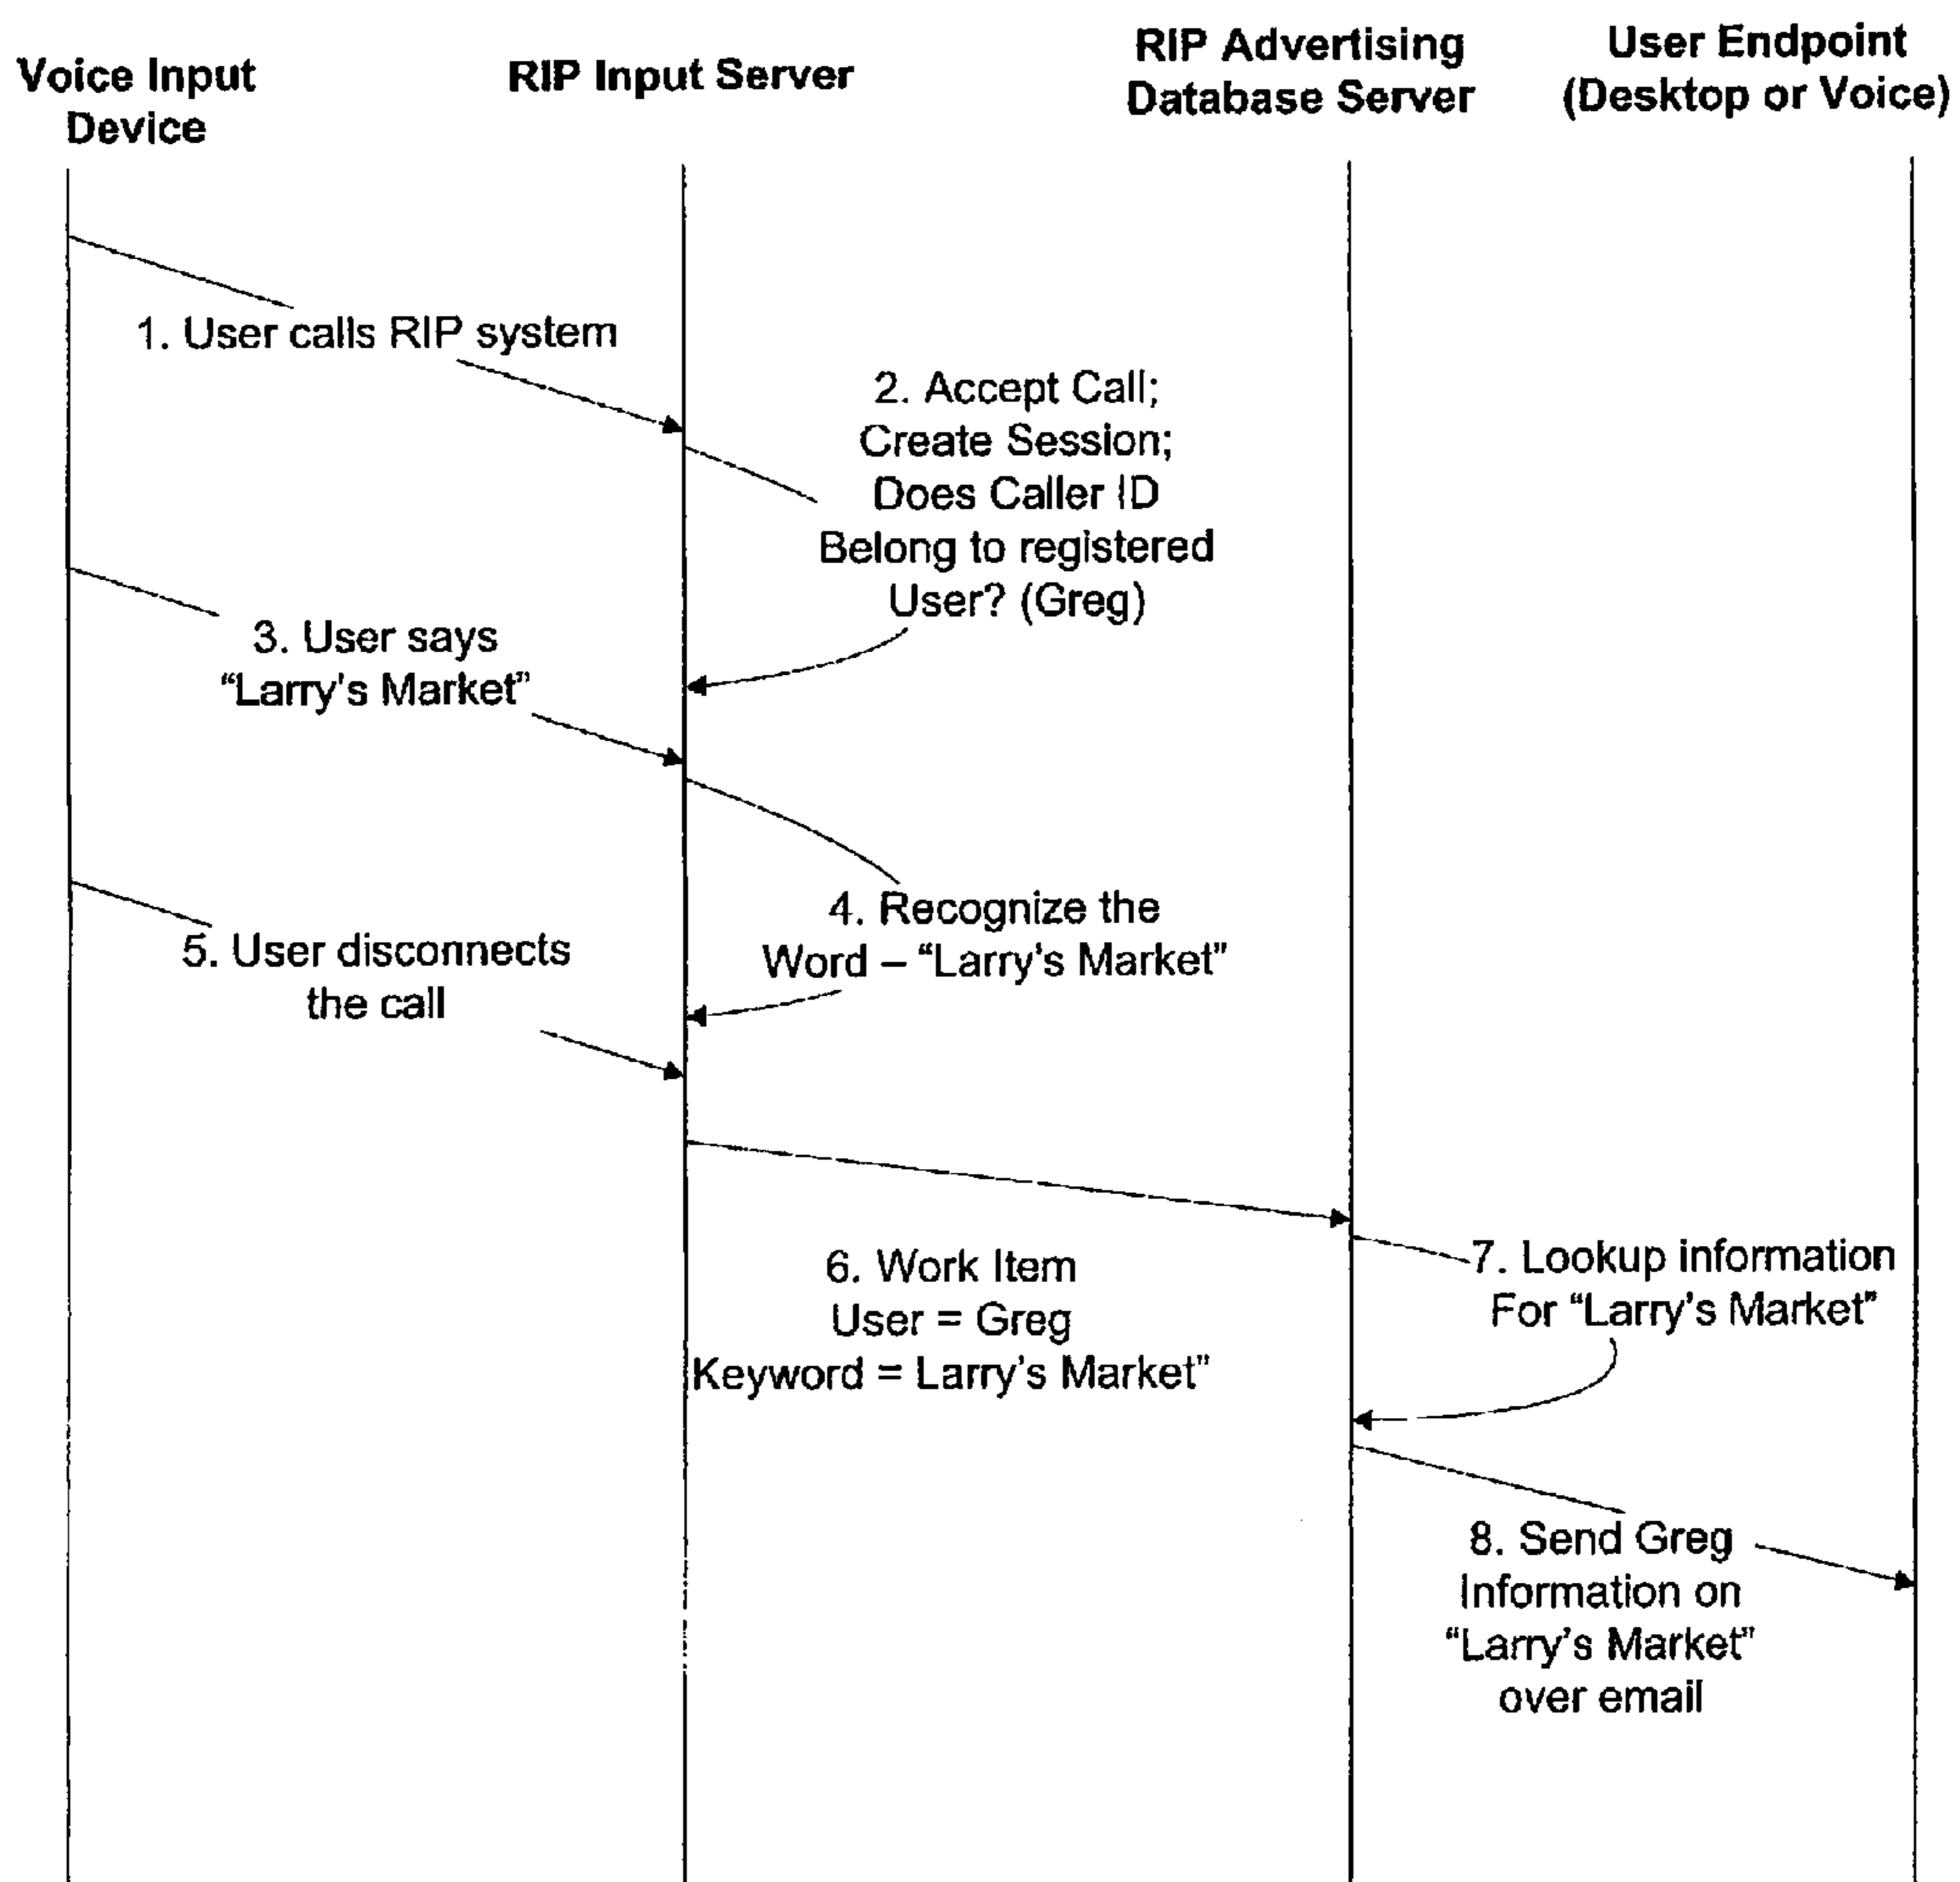 Voice Input
Device
RIP Input Server
RIP Advertising
Database Server
User Endpoint
(Desktop or Voice)
1. User calls RIP system
2. Accept Call;
Create Session;
Does Caller ID
Belong to registered
User? (Greg)
3. User says
“Larry’s Market”
4. Recognize the
Word – “Larry’s Market”
5. User disconnects
the call
6. Work Item
User = Greg
Keyword = Larry’s Market”
7. Lookup information
For “Larry’s Market”
8. Send Greg
Information on
“Larry’s Market”
over email